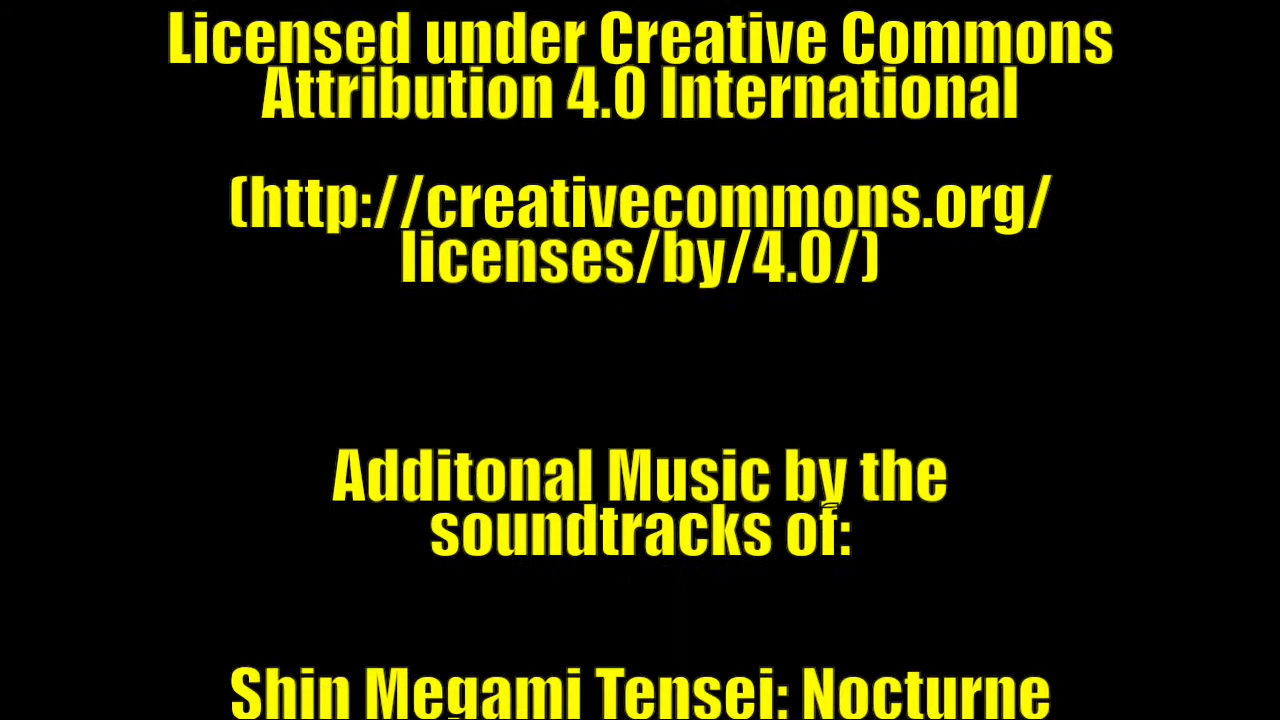 Licensed under Creative Commons
Attribution 4.0 International
(http://creativecommons.org/
licenses/by/4.0/)
Additonal Music by the
soundtracks of:
Shin Megami Tensei: Nocturne